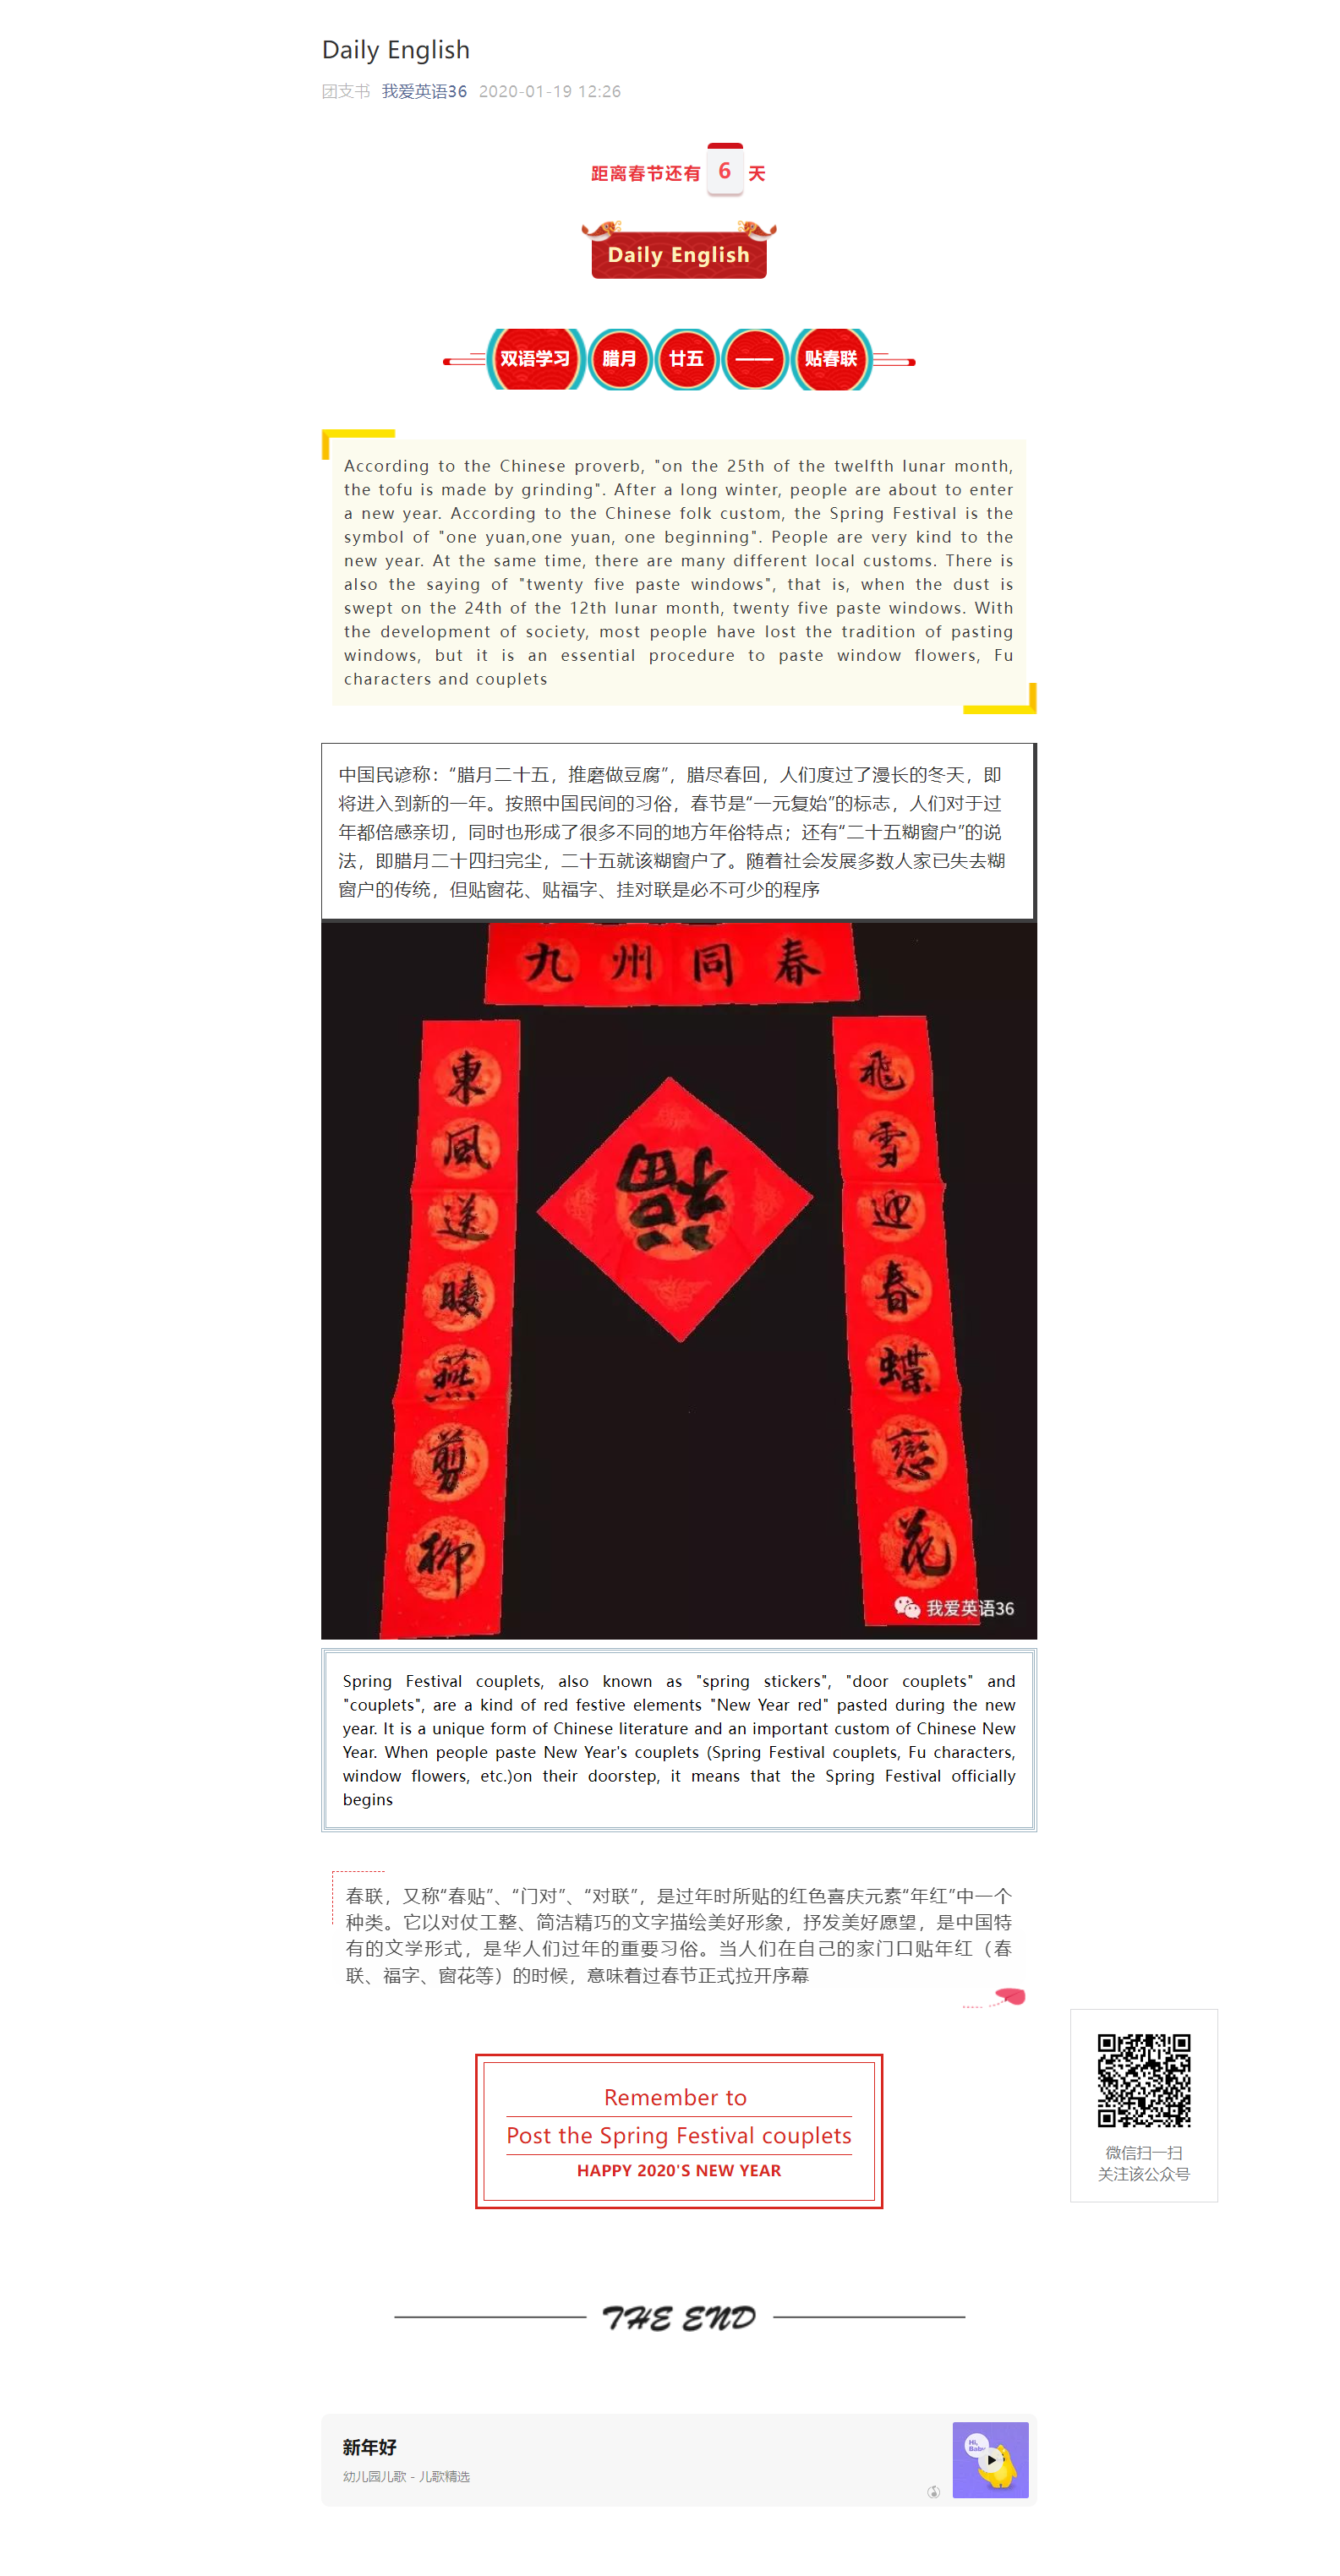 Daily English
团支书 我爱英语36 2020-01-19 12:26
距离春节还有 6 天
Daily English
双语学习 腊月 廿五 —— 贴春联
According to the Chinese proverb, "on the 25th of the twelfth lunar month,
the tofu is made by grinding". After a long winter, people are about to enter
a new year. According to the Chinese folk custom, the Spring Festival is the
symbol of "one yuan,one yuan, one beginning". People are very kind to the
new year. At the same time, there are many different local customs. There is
also the saying of "twenty five paste windows", that is, when the dust is
swept on the 24th of the 12th lunar month, twenty five paste windows. With
the development of society, most people have lost the tradition of pasting
windows, but it is an essential procedure to paste window flowers, Fu
characters and couplets
中国民谚称：“腊月二十五，推磨做豆腐”，腊尽春回，人们度过了漫长的冬天，即
将进入到新的一年。按照中国民间的习俗，春节是“一元复始”的标志，人们对于过
年都倍感亲切，同时也形成了很多不同的地方年俗特点；还有“二十五糊窗户”的说
法，即腊月二十四扫完尘，二十五就该糊窗户了。随着社会发展多数人家已失去糊
窗户的传统，但贴窗花、贴福字、挂对联是必不可少的程序
九州同春
東風送暖燕剪柳
福
飛雪迎春蝶戀花
我爱英语36
Spring Festival couplets, also known as "spring stickers", "door couplets" and
"couplets", are a kind of red festive elements "New Year red" pasted during the new
year. It is a unique form of Chinese literature and an important custom of Chinese New
Year. When people paste New Year's couplets (Spring Festival couplets, Fu characters,
window flowers, etc.)on their doorstep, it means that the Spring Festival officially
begins
春联，又称“春贴”、“门对”、“对联”，是过年时所贴的红色喜庆元素“年红”中一个
种类。它以对仗工整、简洁精巧的文字描绘美好形象，抒发美好愿望，是中国特
有的文学形式，是华人们过年的重要习俗。当人们在自己的家门口贴年红（春
联、福字、窗花等）的时候，意味着过春节正式拉开序幕
Remember to
Post the Spring Festival couplets
HAPPY 2020'S NEW YEAR
微信扫一扫
关注该公众号
THE END
新年好
幼儿园儿歌 - 儿歌精选
Hi,
Baby